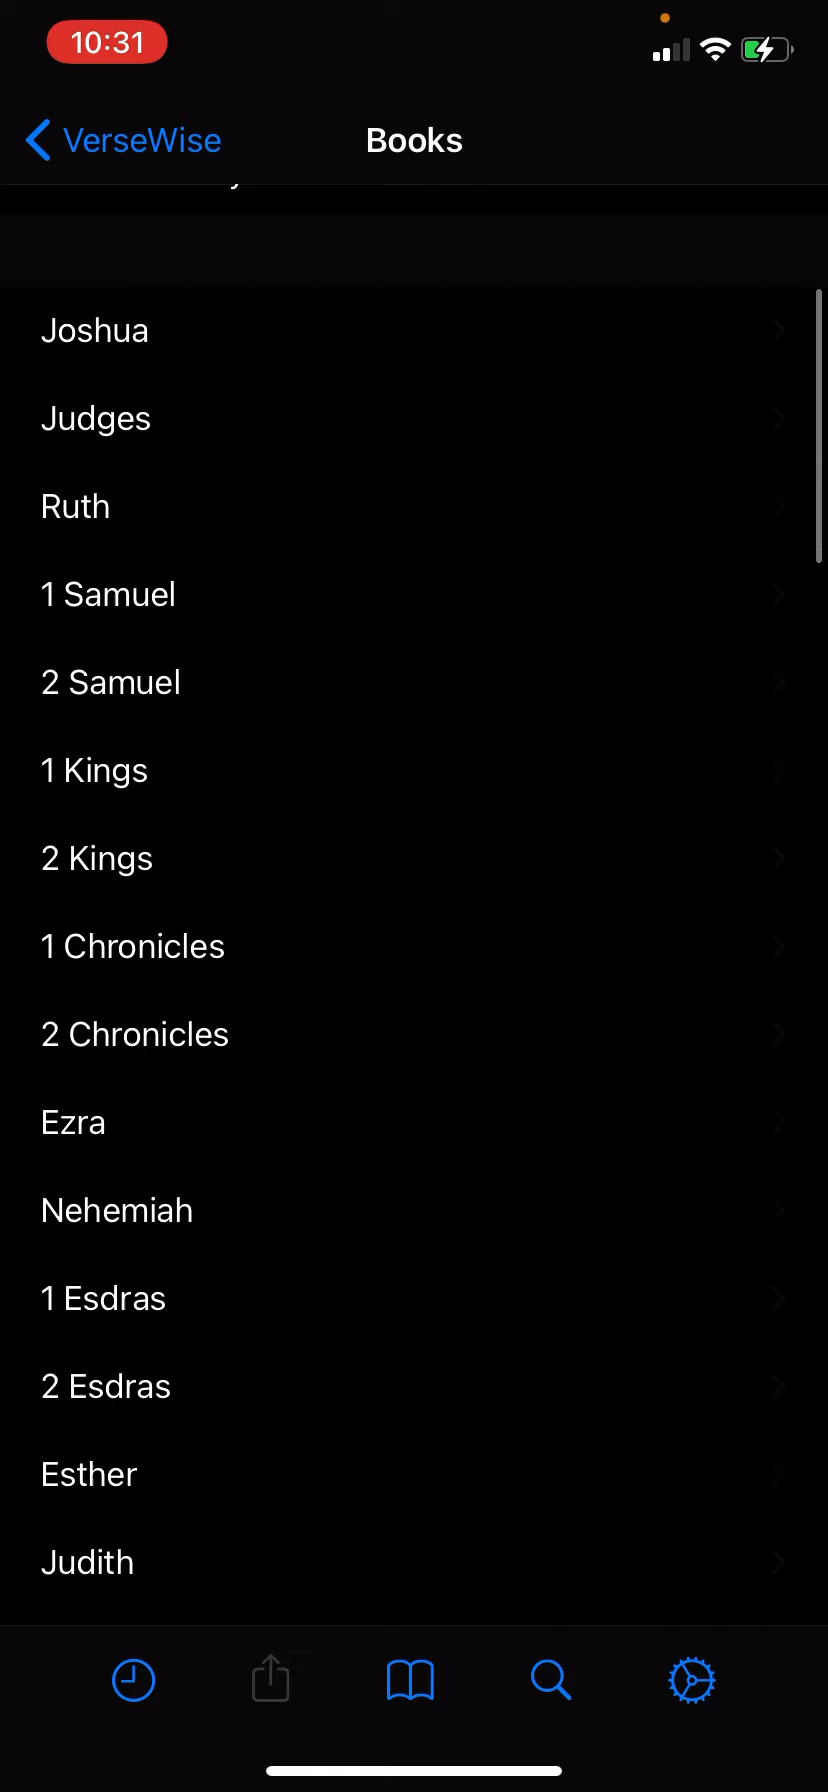 10:31
VerseWise
Books
Joshua
Judges
Ruth
1 Samuel
2 Samuel
1 Kings
2 Kings
1 Chronicles
2 Chronicles
Ezra
Nehemiah
1 Esdras
2 Esdras
Esther
Judith